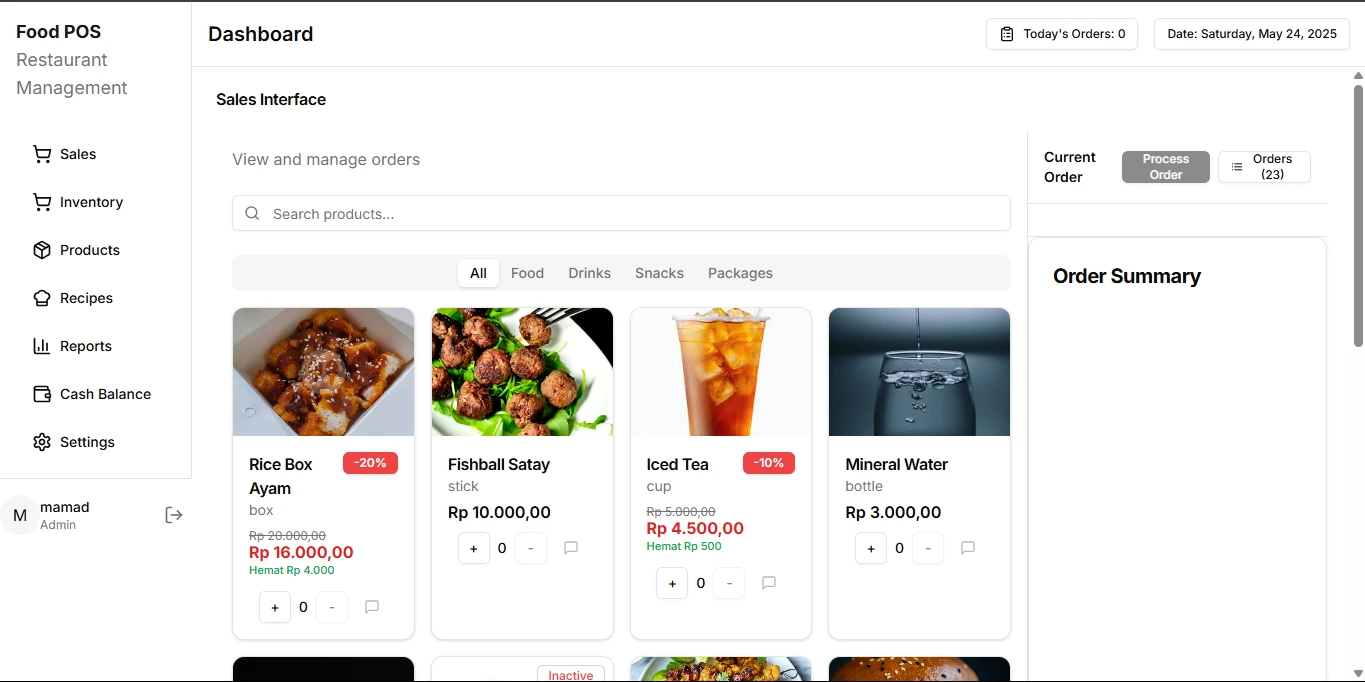 Food POS
Restaurant
Management
Sales
Inventory
Products
Recipes
Reports
Cash Balance
Settings
M
mamad
Admin
Dashboard
Today's Orders: 0
Date: Saturday, May 24, 2025
Sales Interface
View and manage orders
Search products...
All Food Drinks Snacks Packages
Rice Box
Ayam
-20%
box
Rp 20.000,00
Rp 16.000,00
Hemat Rp 4.000
+ 0 -
Fishball Satay
stick
Rp 10.000,00
+ 0 -
Iced Tea
-10%
cup
Rp 5.000,00
Rp 4.500,00
Hemat Rp 500
+ 0 -
Mineral Water
bottle
Rp 3.000,00
+ 0 -
Inactive
Current
Order
Process
Order
Orders
(23)
Order Summary